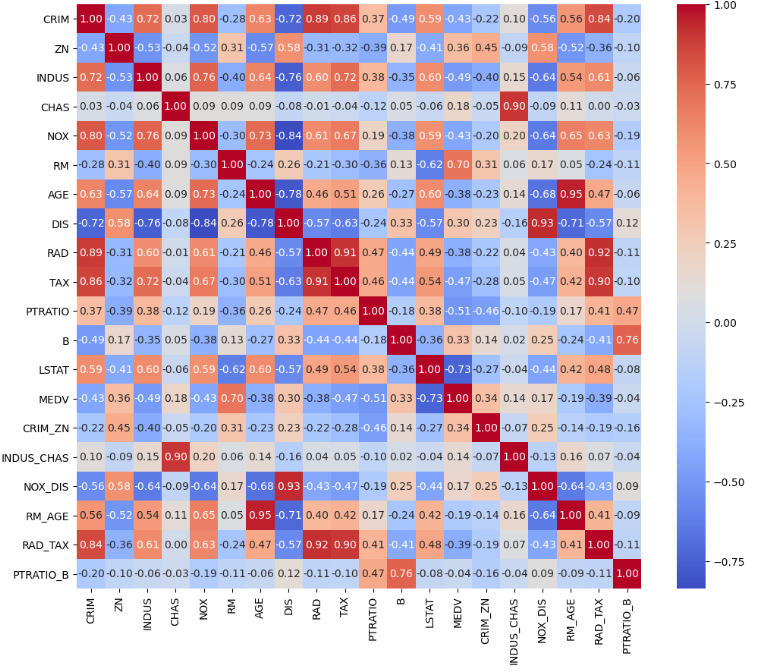 CRIM 1.00 -0.43 0.72 0.03 0.80 -0.28 0.63 -0.72 0.89 0.86 0.37 -0.49 0.59 -0.43 -0.22 0.10 -0.56 0.56 0.84 -0.20
ZN -0.43 1.00 -0.53 -0.04 -0.52 0.31 -0.57 0.58 -0.31 -0.32 -0.39 0.17 -0.41 0.36 0.45 -0.09 0.58 -0.52 -0.36 -0.10
INDUS 0.72 -0.53 1.00 0.06 0.76 -0.40 0.64 -0.76 0.60 0.72 0.38 -0.35 0.60 -0.49 -0.40 0.15 -0.64 0.54 0.61 -0.06
CHAS 0.03 -0.04 0.06 1.00 0.09 0.09 0.09 -0.08 -0.01 -0.04 -0.12 0.05 -0.06 0.18 -0.05 0.90 -0.09 0.11 0.00 -0.03
NOX 0.80 -0.52 0.76 0.09 1.00 -0.30 0.73 -0.84 0.61 0.67 0.19 -0.38 0.59 -0.43 -0.20 0.20 -0.64 0.65 0.63 -0.19
RM -0.28 0.31 -0.40 0.09 -0.30 1.00 -0.24 0.26 -0.21 -0.30 -0.36 0.13 -0.62 0.70 0.31 0.06 0.17 0.05 -0.24 -0.11
AGE 0.63 -0.57 0.64 0.09 0.73 -0.24 1.00 -0.78 0.46 0.51 0.26 -0.27 0.60 -0.38 -0.23 0.14 -0.68 0.95 0.47 -0.06
DIS -0.72 0.58 -0.76 -0.08 -0.84 0.26 -0.78 1.00 -0.57 -0.63 -0.24 0.33 -0.57 0.30 0.23 -0.16 0.93 -0.71 -0.57 0.12
RAD 0.89 -0.31 0.60 -0.01 0.61 -0.21 0.46 -0.57 1.00 0.91 0.47 -0.44 0.49 -0.38 -0.22 0.04 -0.43 0.40 0.92 -0.11
TAX 0.86 -0.32 0.72 -0.04 0.67 -0.30 0.51 -0.63 0.91 1.00 0.46 -0.44 0.54 -0.47 -0.28 0.05 -0.47 0.42 0.90 -0.10
PTRATIO 0.37 -0.39 0.38 -0.12 0.19 -0.36 0.26 -0.24 0.47 0.46 1.00 -0.18 0.38 -0.51 -0.46 -0.10 -0.19 0.17 0.41 0.47
B -0.49 0.17 -0.35 0.05 -0.38 0.13 -0.27 0.33 -0.44 -0.44 -0.18 1.00 -0.36 0.33 0.14 0.02 0.25 -0.24 -0.41 0.76
LSTAT 0.59 -0.41 0.60 -0.06 0.59 -0.62 0.60 -0.57 0.49 0.54 0.38 -0.36 1.00 -0.73 -0.27 -0.04 -0.44 0.42 0.48 -0.08
MEDV -0.43 0.36 -0.49 0.18 -0.43 0.70 -0.38 0.30 -0.38 -0.47 -0.51 0.33 -0.73 1.00 0.34 0.14 0.17 -0.19 -0.39 -0.04
CRIM_ZN -0.22 0.45 -0.40 -0.05 -0.20 0.31 -0.23 0.23 -0.22 -0.28 -0.46 0.14 -0.27 0.34 1.00 -0.07 0.25 -0.14 -0.19 -0.16
INDUS_CHAS 0.10 -0.09 0.15 0.90 0.20 0.06 0.14 -0.16 0.04 0.05 -0.10 0.02 -0.04 0.14 -0.07 1.00 -0.13 0.16 0.07 -0.04
NOX_DIS -0.56 0.58 -0.64 -0.09 -0.64 0.17 -0.68 0.93 -0.43 -0.47 -0.19 0.25 -0.44 0.17 0.25 -0.13 1.00 -0.64 -0.43 0.09
RM_AGE 0.56 -0.52 0.54 0.11 0.65 0.05 0.95 -0.71 0.40 0.42 0.17 -0.24 0.42 -0.19 -0.14 0.16 -0.64 1.00 0.41 -0.09
RAD_TAX 0.84 -0.36 0.61 0.00 0.63 -0.24 0.47 -0.57 0.92 0.90 0.41 -0.41 0.48 -0.39 -0.19 0.07 -0.43 0.41 1.00 -0.11
PTRATIO_B -0.20 -0.10 -0.06 -0.03 -0.19 -0.11 -0.06 0.12 -0.11 -0.10 0.47 0.76 -0.08 -0.04 -0.16 -0.04 0.09 -0.09 -0.11 1.00
CRIM ZN INDUS CHAS NOX RM AGE DIS RAD TAX PTRATIO B LSTAT MEDV CRIM_ZN INDUS_CHAS NOX_DIS RM_AGE RAD_TAX PTRATIO_B
1.00
0.75
0.50
0.25
0.00
−0.25
−0.50
−0.75